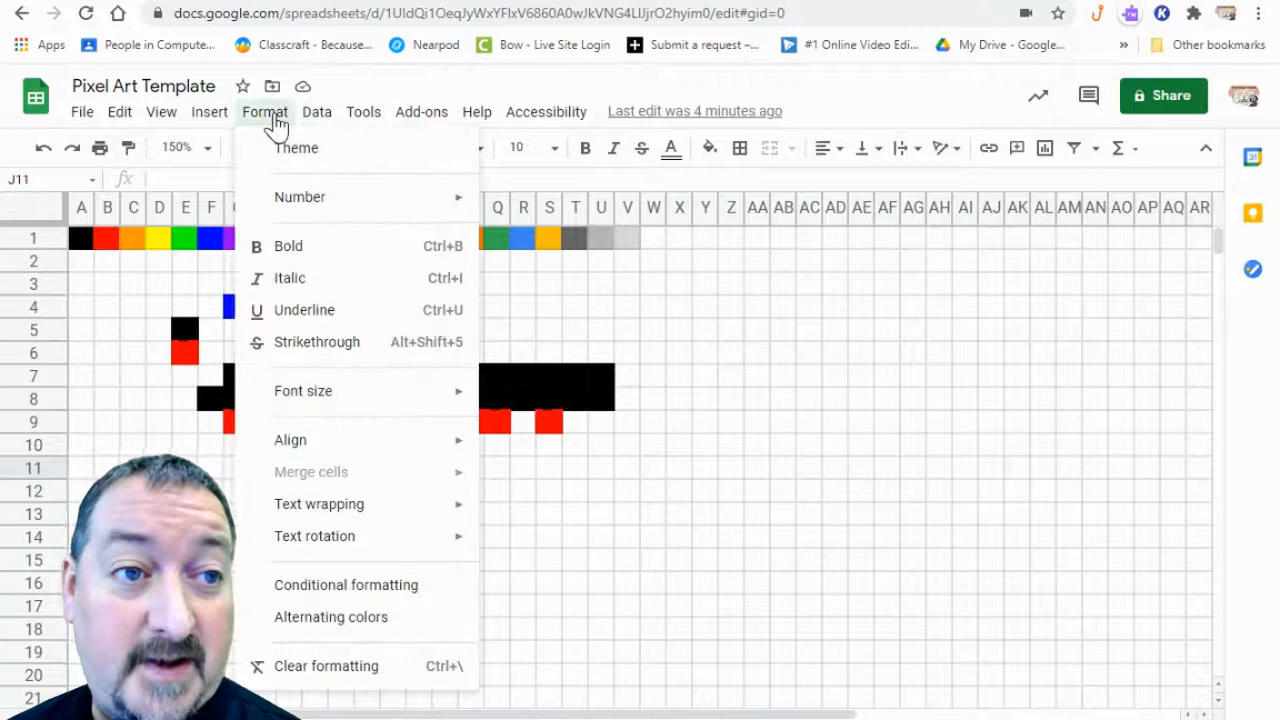 docs.google.com/spreadsheets/d/1UIdQj1OeqJyWxYFlxV6860A0wJkVNG4LlJjrO2hyim0/edit#gid=0
Apps People in Compute... Classcraft - Because... Nearpod Bow - Live Site Login Submit a request –... #1 Online Video Edi... My Drive - Google... » Other bookmarks
Pixel Art Template
File Edit View Insert Format Data Tools Add-ons Help Accessibility Last edit was 4 minutes ago
Share
150% 10 B I S A Σ
J11 fx
A B C D E F Q R S T U V W X Y Z AA AB AC AD AE AF AG AH AI AJ AK AL AM AN AO AP AQ AR
1
2
3
4
5
6
7
8
9
10
11
12
13
14
15
16
17
18
19
20
21
Theme
Number
B Bold Ctrl+B
I Italic Ctrl+I
U Underline Ctrl+U
S Strikethrough Alt+Shift+5
Font size
Align
Merge cells
Text wrapping
Text rotation
Conditional formatting
Alternating colors
Clear formatting Ctrl+\
31